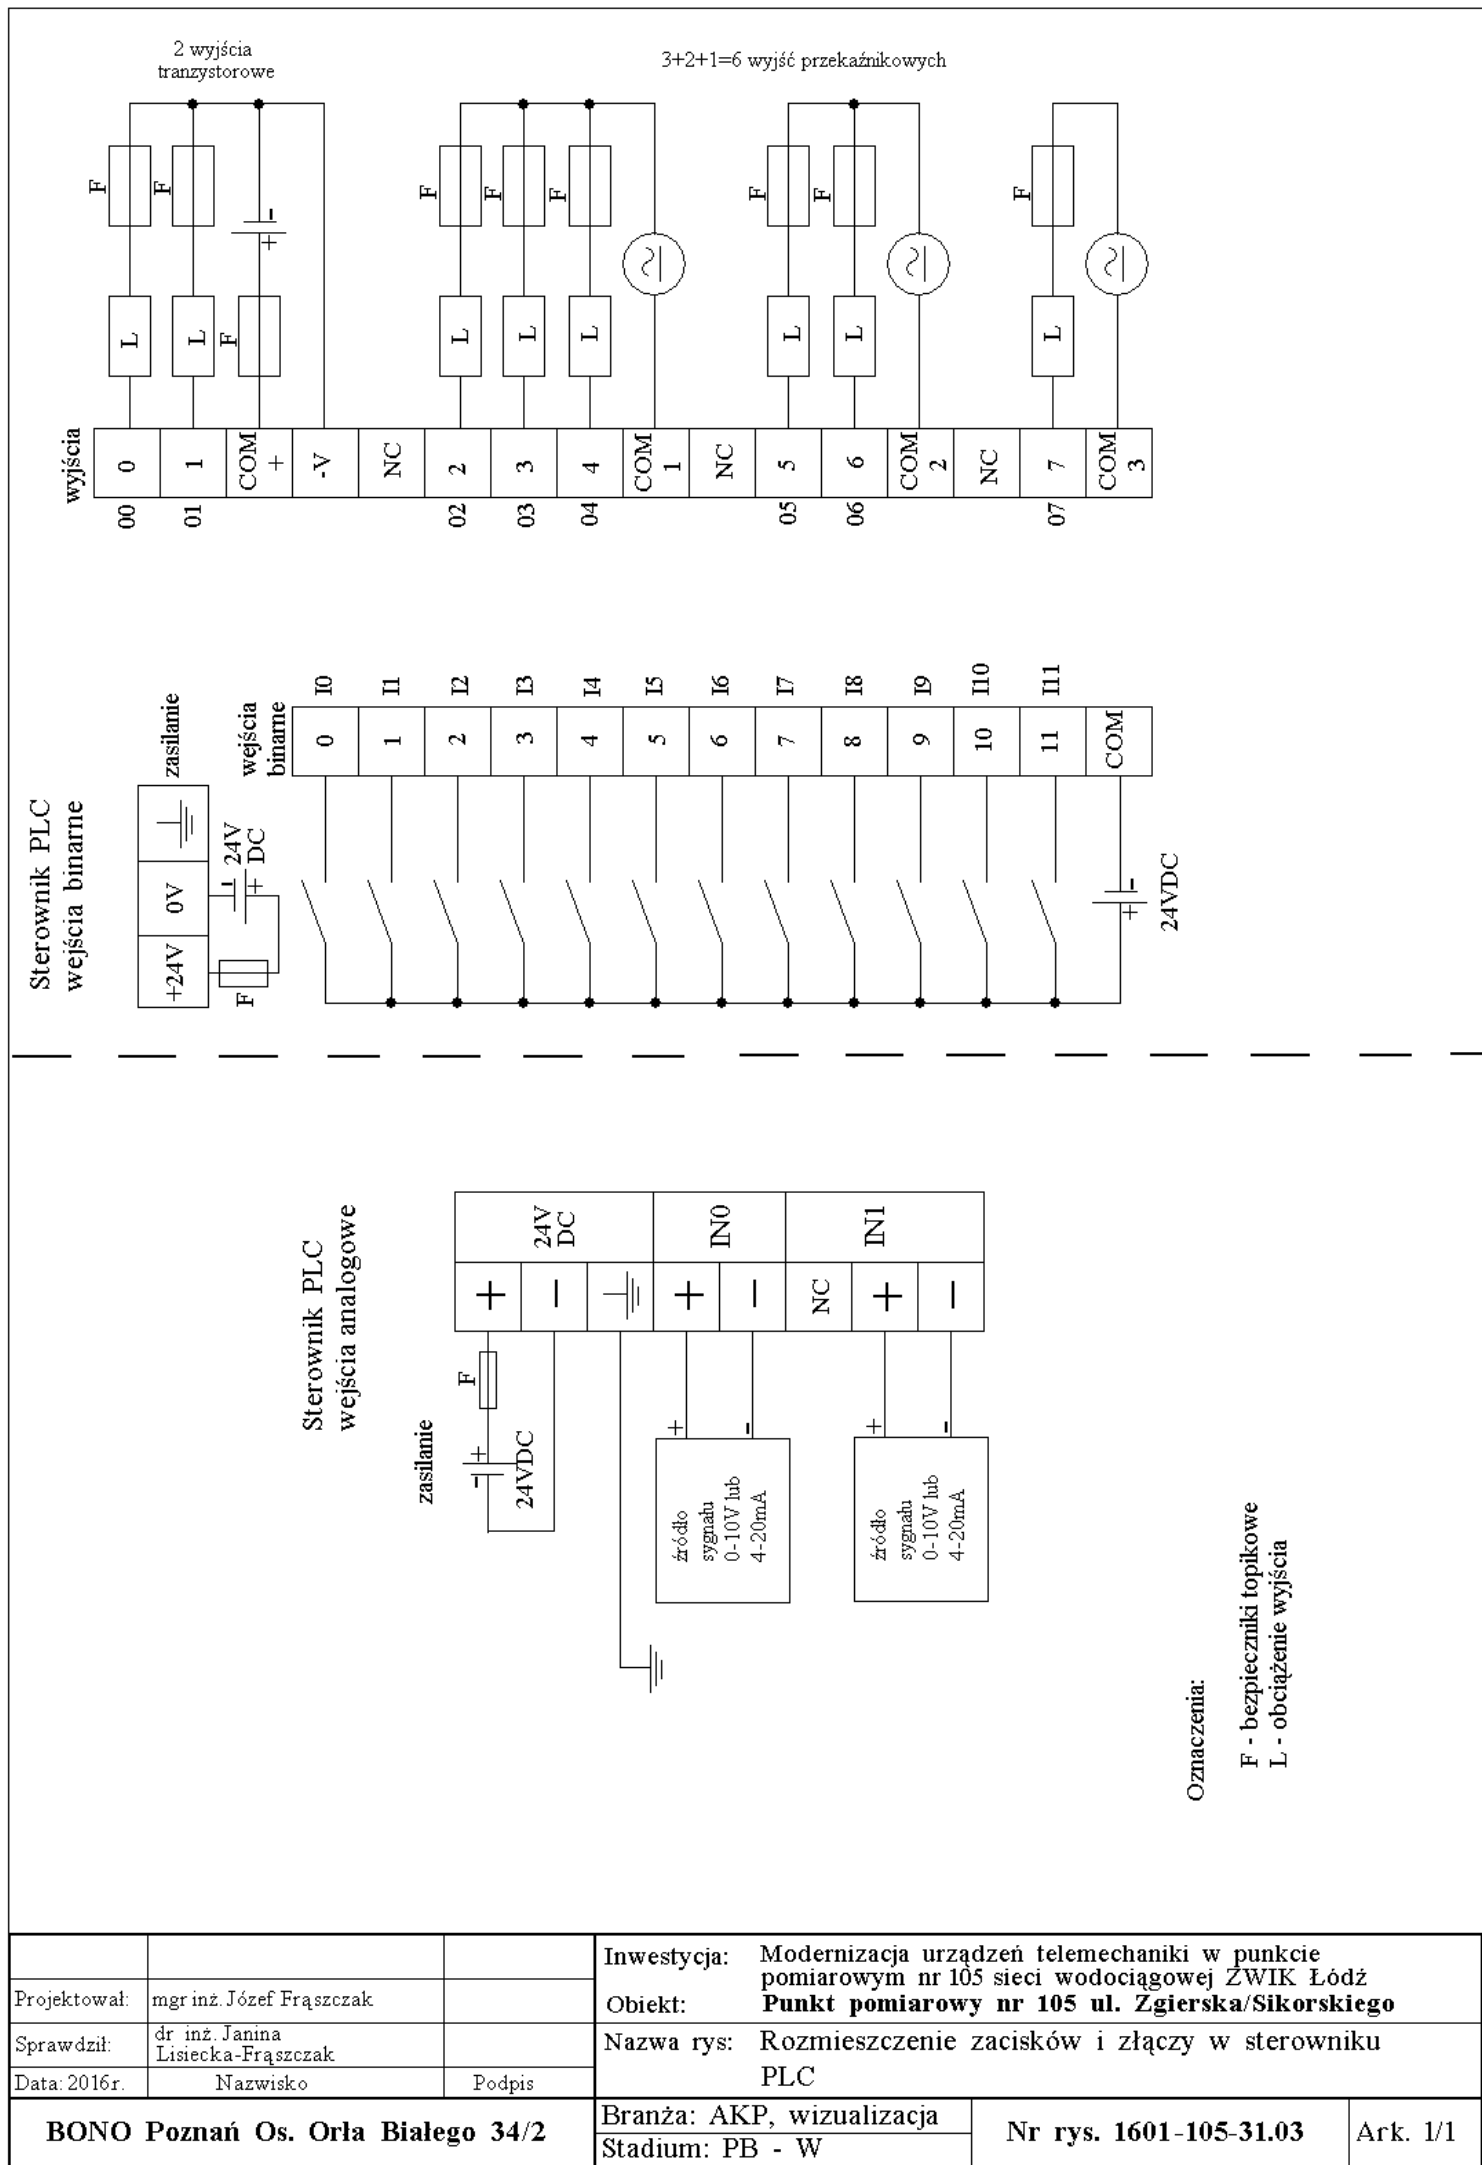 2 wyjścia
tranzystorowe
3+2+1=6 wyjść przekaźnikowych
F
F
F
F
F
F
F
F
+ -
L
L
F
L
L
L
L
L
L
wyjścia
0
1
COM
+
-V
NC
2
3
4
COM
1
NC
5
6
COM
2
NC
7
COM
3
00
01
02
03
04
05
06
07
Sterownik PLC
wejścia binarne
zasilanie
+24V
0V
F
- +
24V
DC
wejścia
binarne
I0
I1
I2
I3
I4
I5
I6
I7
I8
I9
I10
I11
0
1
2
3
4
5
6
7
8
9
10
11
COM
+ -
24VDC
Sterownik PLC
wejścia analogowe
24V
DC
IN0
IN1
+
-
+
-
NC
+
-
zasilanie
F
- +
24VDC
+
-
źródło
sygnału
0-10V lub
4-20mA
+
-
źródło
sygnału
0-10V lub
4-20mA
Oznaczenia:
F - bezpieczniki topikowe
L - obciążenie wyjścia
Projektował: mgr inż. Józef Frąszczak
Sprawdził: dr inż. Janina
Lisiecka-Frąszczak
Data: 2016r. Nazwisko Podpis
Inwestycja: Modernizacja urządzeń telemechaniki w punkcie
pomiarowym nr 105 sieci wodociągowej ZWIK Łódź
Obiekt: Punkt pomiarowy nr 105 ul. Zgierska/Sikorskiego
Nazwa rys: Rozmieszczenie zacisków i złączy w sterowniku
PLC
BONO Poznań Os. Orła Białego 34/2
Branża: AKP, wizualizacja
Stadium: PB - W
Nr rys. 1601-105-31.03
Ark. 1/1